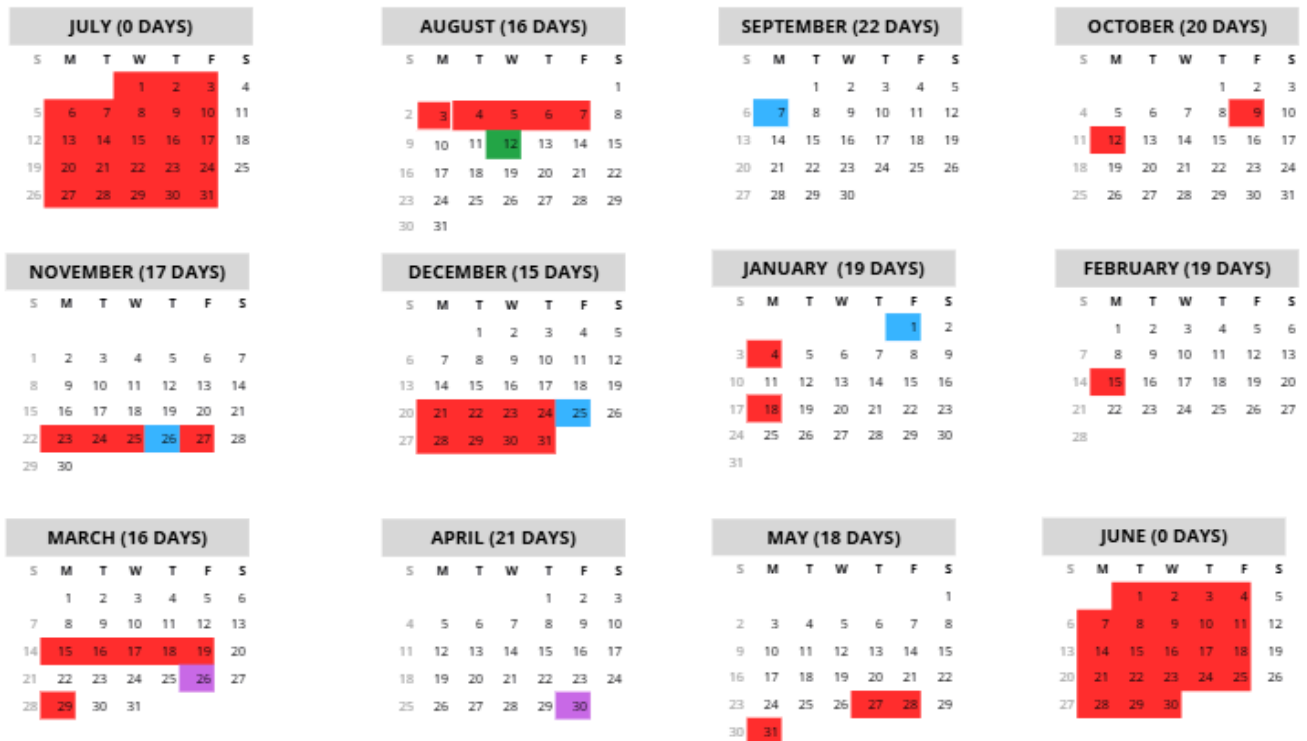 JULY (0 DAYS)
S M T W T F S
1 2 3 4
5 6 7 8 9 10 11
12 13 14 15 16 17 18
19 20 21 22 23 24 25
26 27 28 29 30 31
AUGUST (16 DAYS)
S M T W T F S
1
2 3 4 5 6 7 8
9 10 11 12 13 14 15
16 17 18 19 20 21 22
23 24 25 26 27 28 29
30 31
SEPTEMBER (22 DAYS)
S M T W T F S
1 2 3 4 5
6 7 8 9 10 11 12
13 14 15 16 17 18 19
20 21 22 23 24 25 26
27 28 29 30
OCTOBER (20 DAYS)
S M T W T F S
1 2 3
4 5 6 7 8 9 10
11 12 13 14 15 16 17
18 19 20 21 22 23 24
25 26 27 28 29 30 31
NOVEMBER (17 DAYS)
S M T W T F S
1 2 3 4 5 6 7
8 9 10 11 12 13 14
15 16 17 18 19 20 21
22 23 24 25 26 27 28
29 30
DECEMBER (15 DAYS)
S M T W T F S
1 2 3 4 5
6 7 8 9 10 11 12
13 14 15 16 17 18 19
20 21 22 23 24 25 26
27 28 29 30 31
JANUARY (19 DAYS)
S M T W T F S
1 2
3 4 5 6 7 8 9
10 11 12 13 14 15 16
17 18 19 20 21 22 23
24 25 26 27 28 29 30
31
FEBRUARY (19 DAYS)
S M T W T F S
1 2 3 4 5 6
7 8 9 10 11 12 13
14 15 16 17 18 19 20
21 22 23 24 25 26 27
28
MARCH (16 DAYS)
S M T W T F S
1 2 3 4 5 6
7 8 9 10 11 12 13
14 15 16 17 18 19 20
21 22 23 24 25 26 27
28 29 30 31
APRIL (21 DAYS)
S M T W T F S
1 2 3
4 5 6 7 8 9 10
11 12 13 14 15 16 17
18 19 20 21 22 23 24
25 26 27 28 29 30
MAY (18 DAYS)
S M T W T F S
1
2 3 4 5 6 7 8
9 10 11 12 13 14 15
16 17 18 19 20 21 22
23 24 25 26 27 28 29
30 31
JUNE (0 DAYS)
S M T W T F S
1 2 3 4 5
6 7 8 9 10 11 12
13 14 15 16 17 18 19
20 21 22 23 24 25 26
27 28 29 30